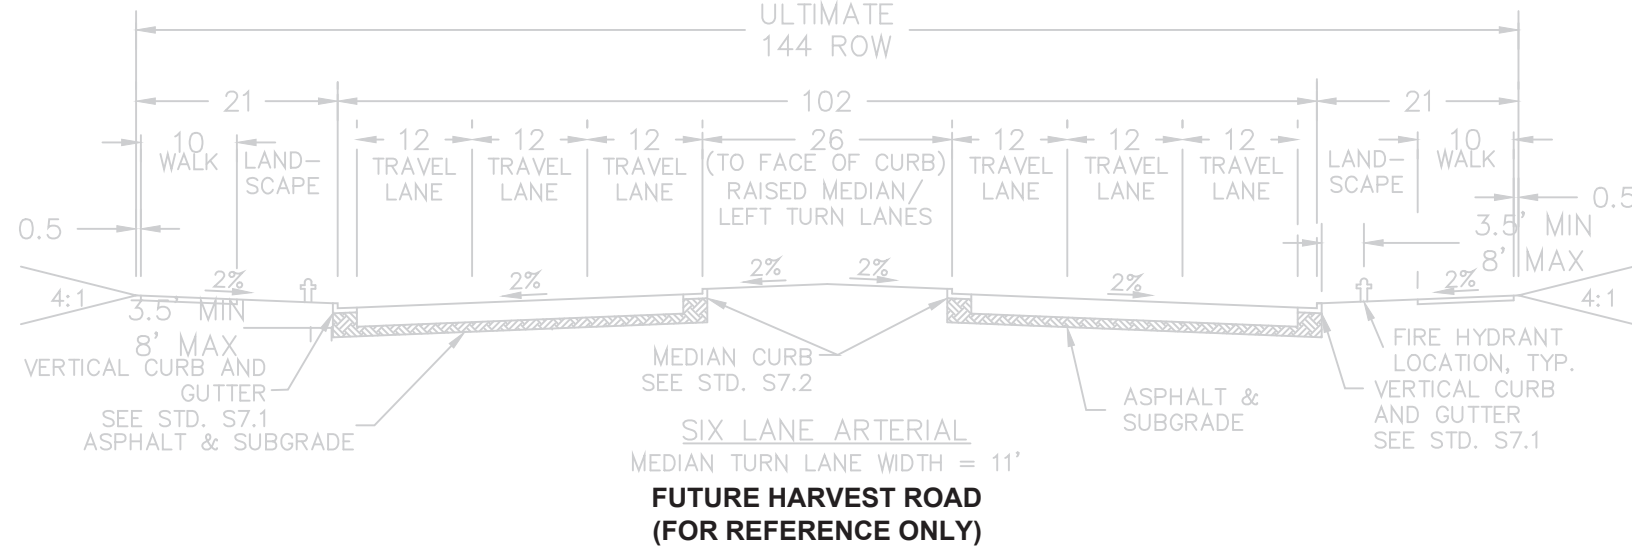 ULTIMATE
144 ROW
21
102
21
10
WALK
LAND-
SCAPE
12
TRAVEL
LANE
12
TRAVEL
LANE
12
TRAVEL
LANE
26
(TO FACE OF CURB)
RAISED MEDIAN/
LEFT TURN LANES
12
TRAVEL
LANE
12
TRAVEL
LANE
12
TRAVEL
LANE
LAND-
SCAPE
10
WALK
0.5
0.5'
3.5' MIN
8' MAX
2%
2%
2%
2%
2%
2%
4:1
4:1
3.5' MIN
8' MAX
VERTICAL CURB AND
GUTTER
SEE STD. S7.1
ASPHALT & SUBGRADE
MEDIAN CURB
SEE STD. S7.2
ASPHALT &
SUBGRADE
FIRE HYDRANT
LOCATION, TYP.
VERTICAL CURB
AND GUTTER
SEE STD. S7.1
SIX LANE ARTERIAL
MEDIAN TURN LANE WIDTH = 11'
FUTURE HARVEST ROAD
(FOR REFERENCE ONLY)